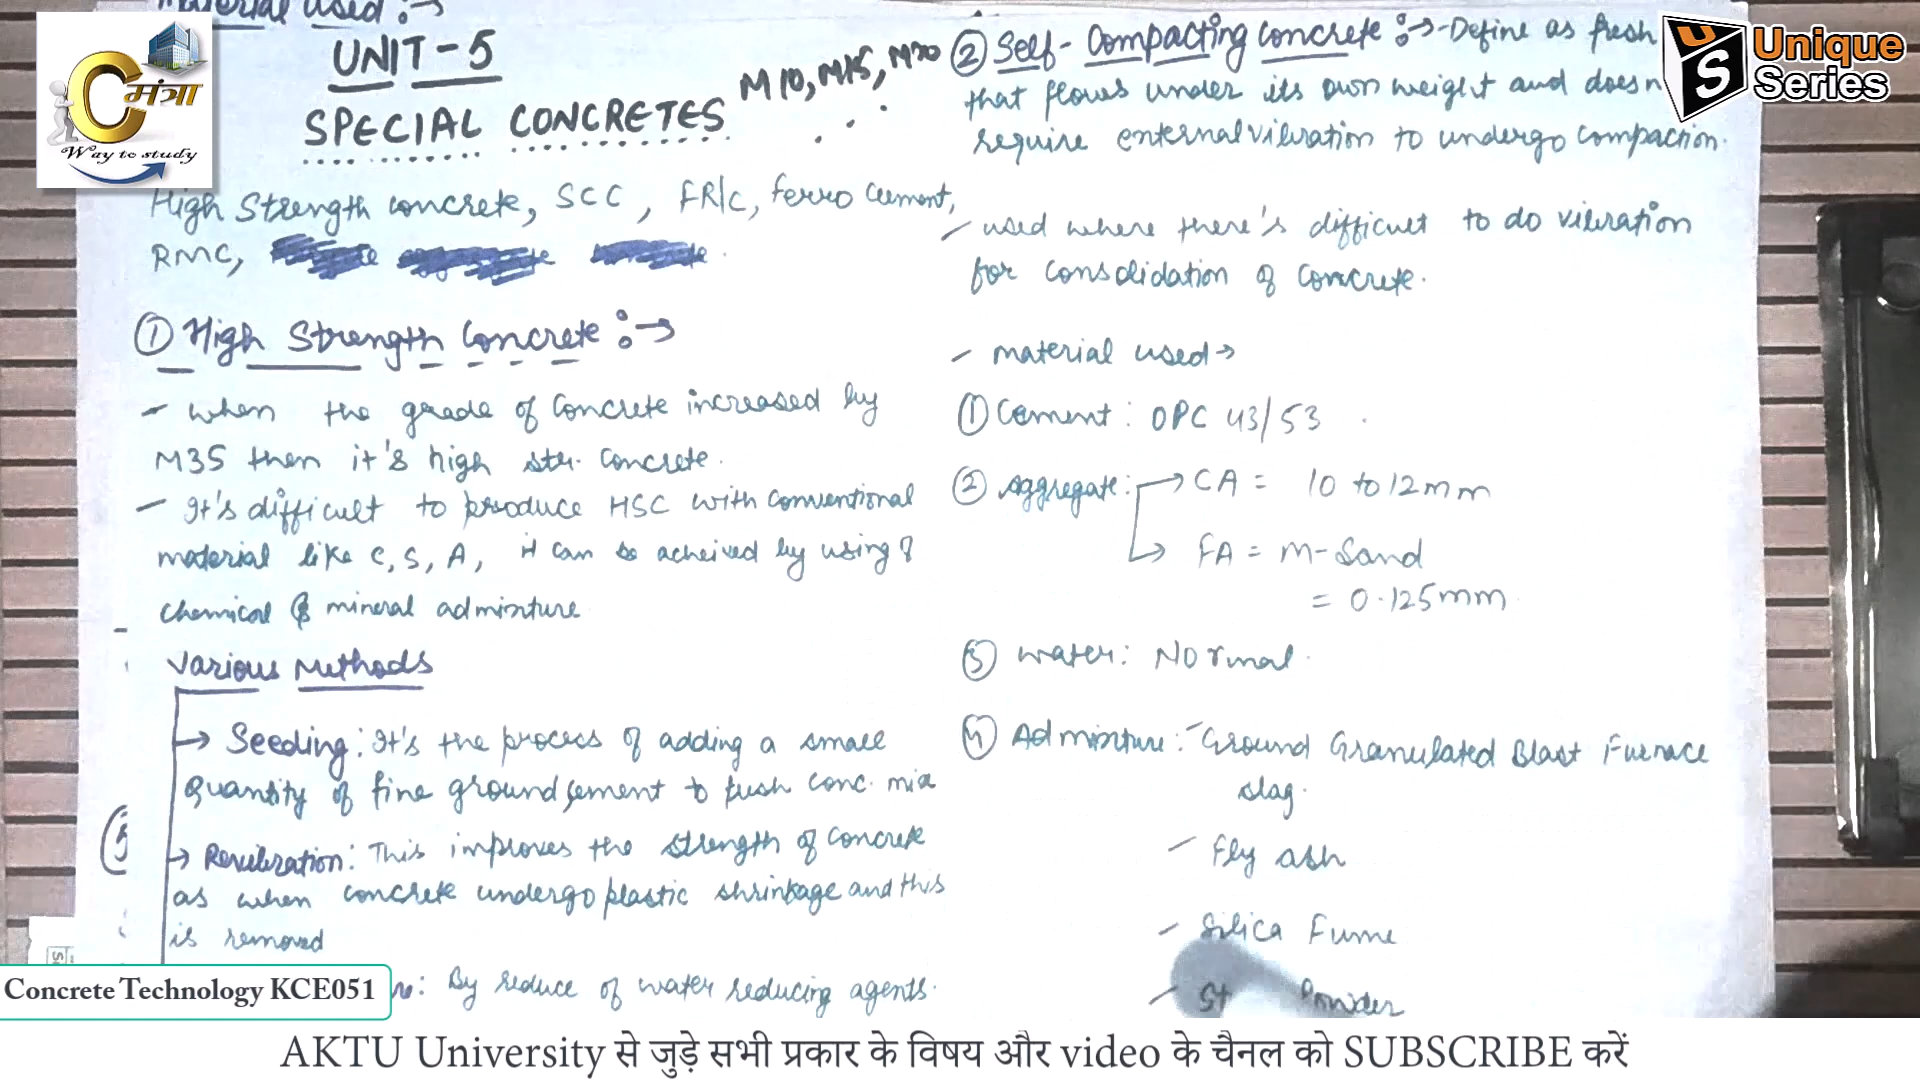 material used :→
UNIT-5
SPECIAL CONCRETES
M10, M15, M20
. . .
High Strength concrete, SCC, FR/C, ferro cement,
RMC,
① High Strength Concrete :→
- when the grade of concrete increased by
M35 then it's high str. concrete.
- It's difficult to produce HSC with conventional
material like C, S, A, it can be acheived by using
chemical & mineral admixture
Various Methods
→ Seeding: It's the process of adding a small
quantity of fine ground cement to fresh conc. mix
→ Revibration: This improves the strength of concrete
as when concrete undergo plastic shrinkage and this
is removed
: By reduce of water reducing agents.
② Self-Compacting concrete :→ Define as fresh
that flows under its own weight and doesn
require external vibration to undergo compaction.
- used where there's difficult to do vibration
for consolidation of concrete.
- material used →
① Cement: OPC 43/53
② Aggregate: → CA = 10 to 12mm
→ FA = M-Sand
= 0.125mm
③ water: Normal
④ Admixture: - Ground Granulated Blast Furnace
slag.
- Fly ash
- Silica Fume
- St Powder
C मंत्रा
Way to study
US Unique
Series
Concrete Technology KCE051
AKTU University से जुड़े सभी प्रकार के विषय और video के चैनल को SUBSCRIBE करें